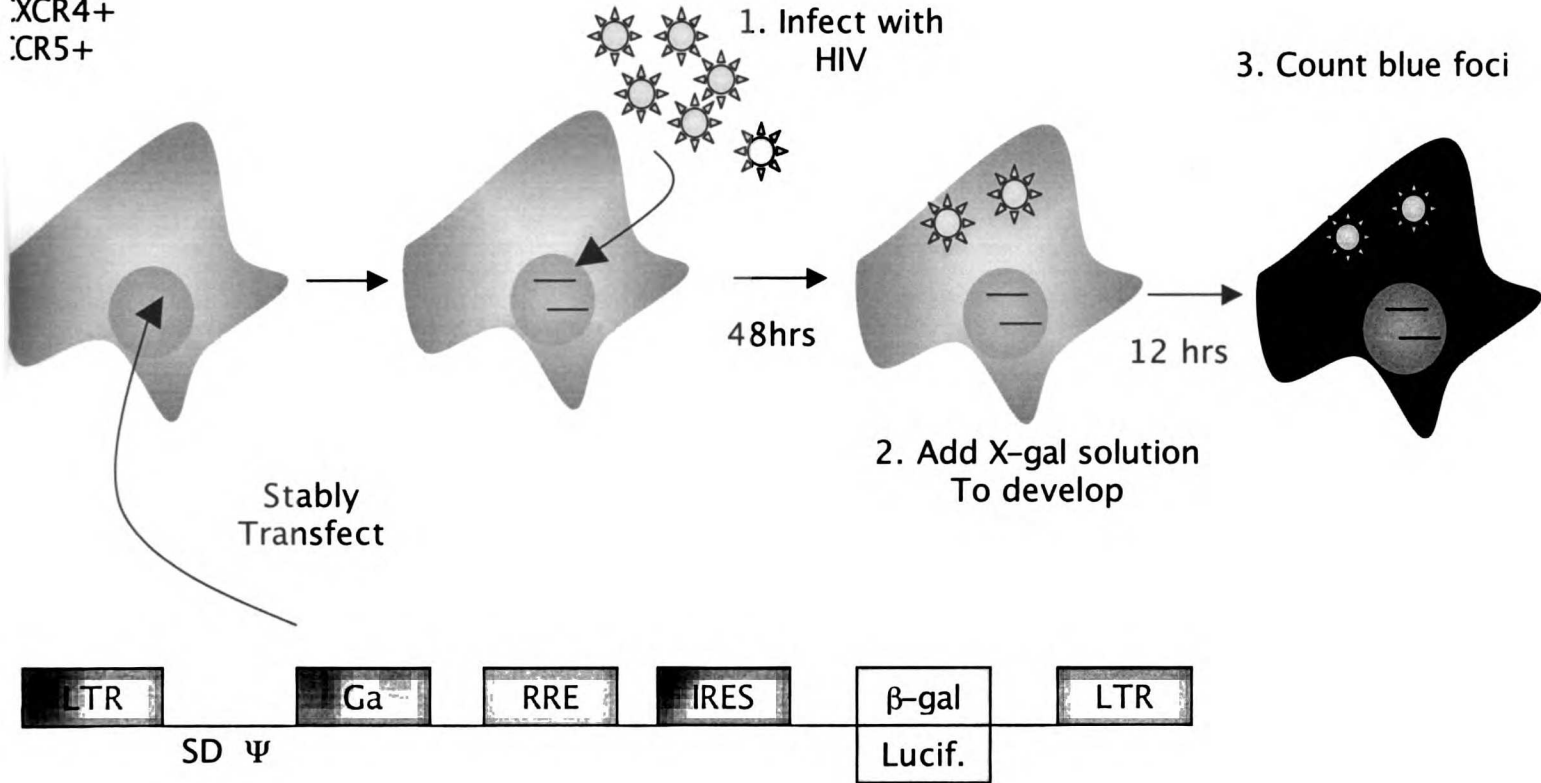 XCR4+
CR5+
1. Infect with
HIV
3. Count blue foci
48hrs
12 hrs
2. Add X-gal solution
To develop
Stably
Transfect
LTR
Ga
RRE
IRES
β-gal
LTR
SD Ψ
Lucif.